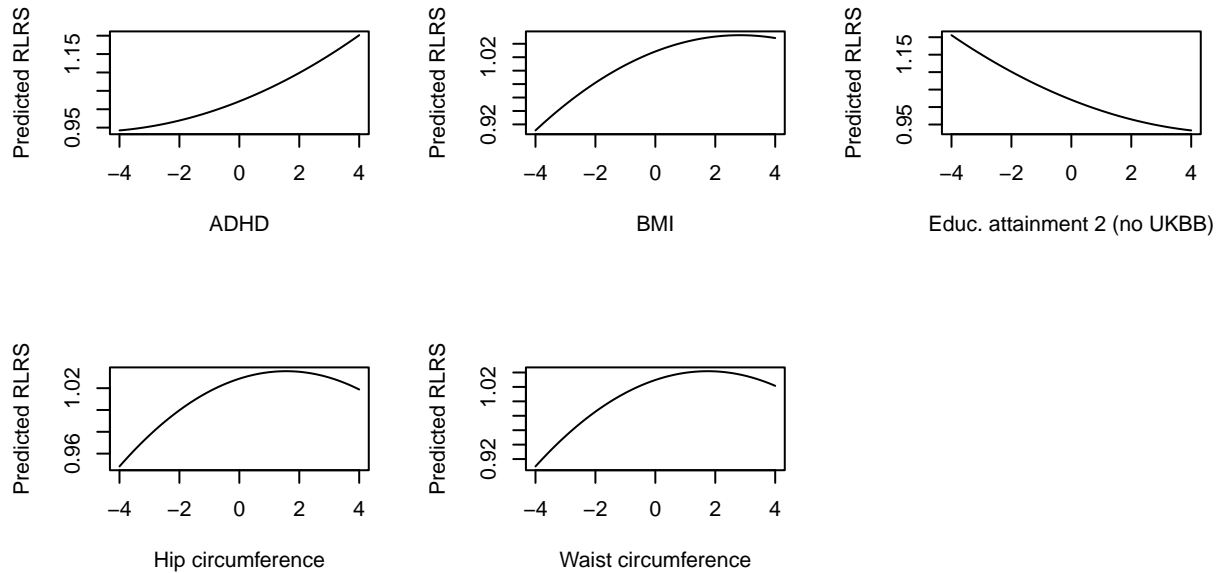 Predicted RLRS
1.15
0.95
−4 −2 0 2 4
ADHD
Predicted RLRS
1.02
0.92
−4 −2 0 2 4
BMI
Predicted RLRS
1.15
0.95
−4 −2 0 2 4
Educ. attainment 2 (no UKBB)
Predicted RLRS
1.02
0.96
−4 −2 0 2 4
Hip circumference
Predicted RLRS
1.02
0.92
−4 −2 0 2 4
Waist circumference